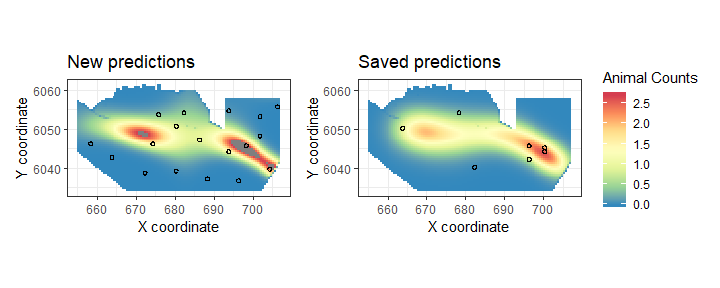 New predictions
Saved predictions
Animal Counts
6060
6050
6040
Y coordinate
660 670 680 690 700
X coordinate
6060
6050
6040
Y coordinate
660 670 680 690 700
X coordinate
2.5
2.0
1.5
1.0
0.5
0.0